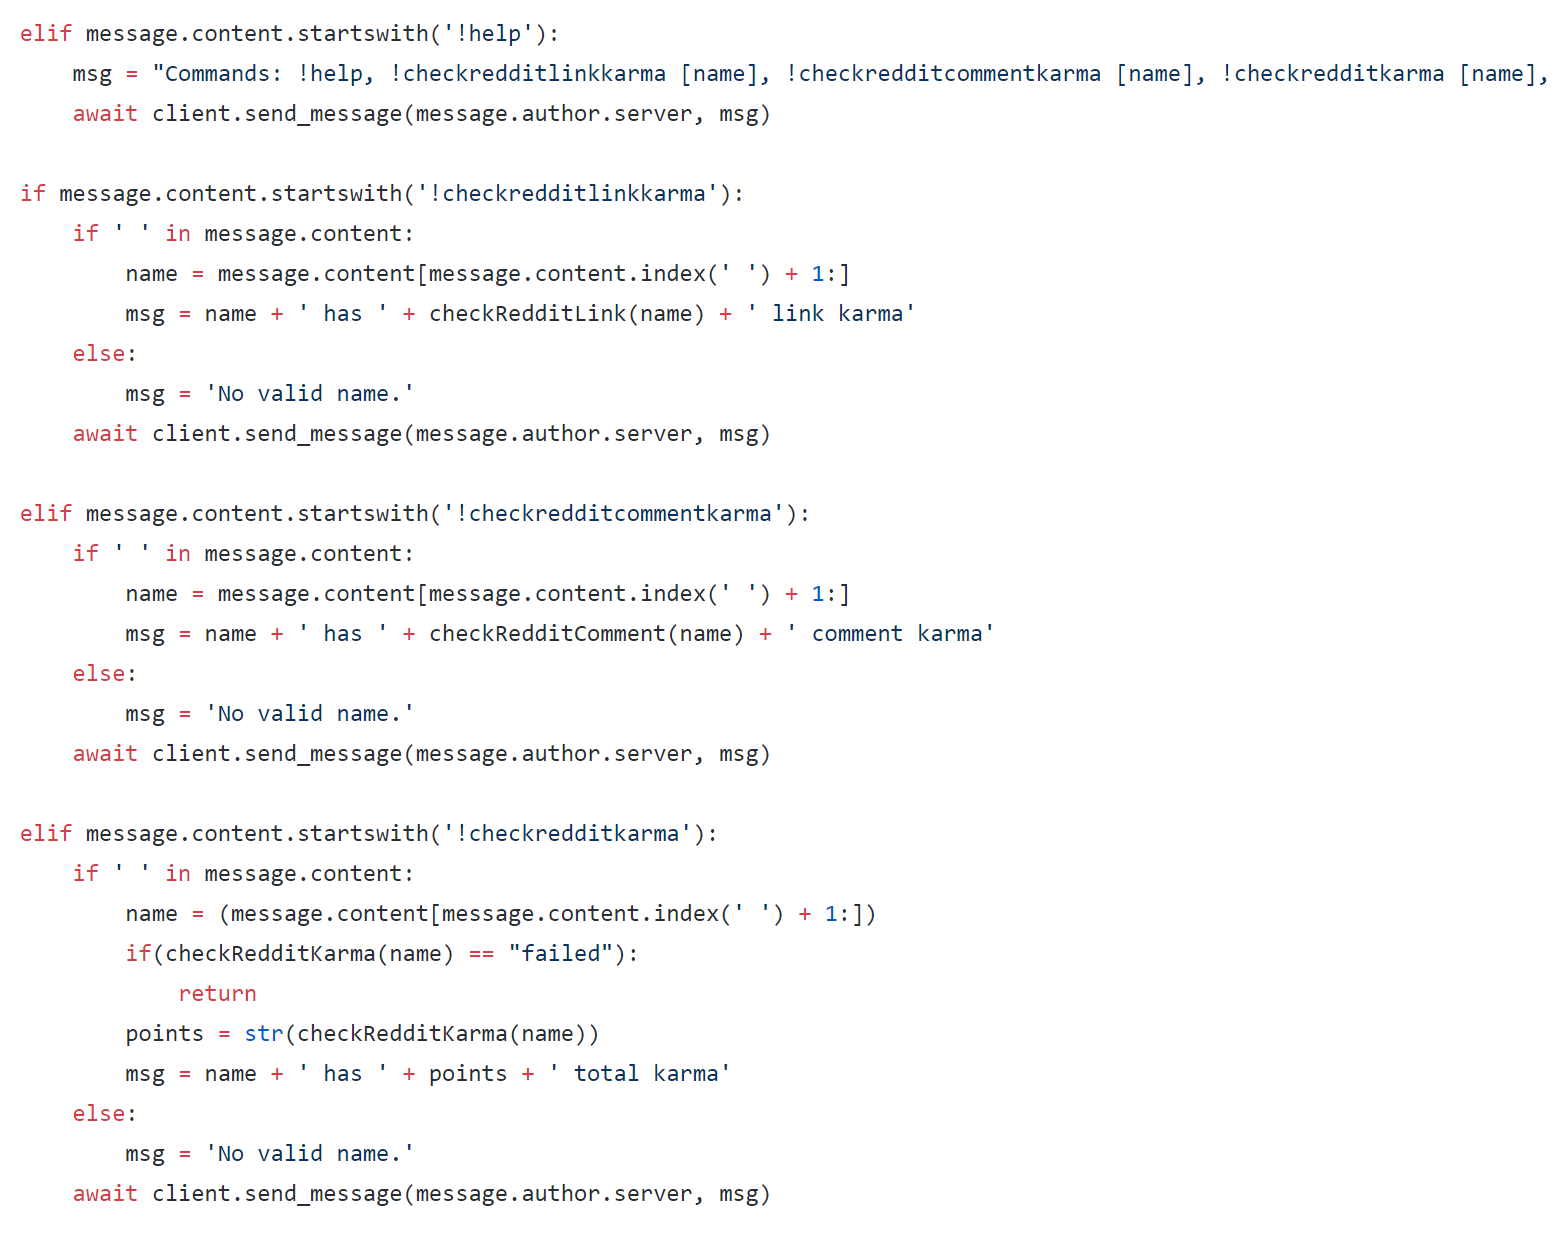 elif message.content.startswith('!help'):
    msg = "Commands: !help, !checkredditlinkkarma [name], !checkredditcommentkarma [name], !checkredditkarma [name],
    await client.send_message(message.author.server, msg)

if message.content.startswith('!checkredditlinkkarma'):
    if ' ' in message.content:
        name = message.content[message.content.index(' ') + 1:]
        msg = name + ' has ' + checkRedditLink(name) + ' link karma'
    else:
        msg = 'No valid name.'
    await client.send_message(message.author.server, msg)

elif message.content.startswith('!checkredditcommentkarma'):
    if ' ' in message.content:
        name = message.content[message.content.index(' ') + 1:]
        msg = name + ' has ' + checkRedditComment(name) + ' comment karma'
    else:
        msg = 'No valid name.'
    await client.send_message(message.author.server, msg)

elif message.content.startswith('!checkredditkarma'):
    if ' ' in message.content:
        name = (message.content[message.content.index(' ') + 1:])
        if(checkRedditKarma(name) == "failed"):
            return
        points = str(checkRedditKarma(name))
        msg = name + ' has ' + points + ' total karma'
    else:
        msg = 'No valid name.'
    await client.send_message(message.author.server, msg)